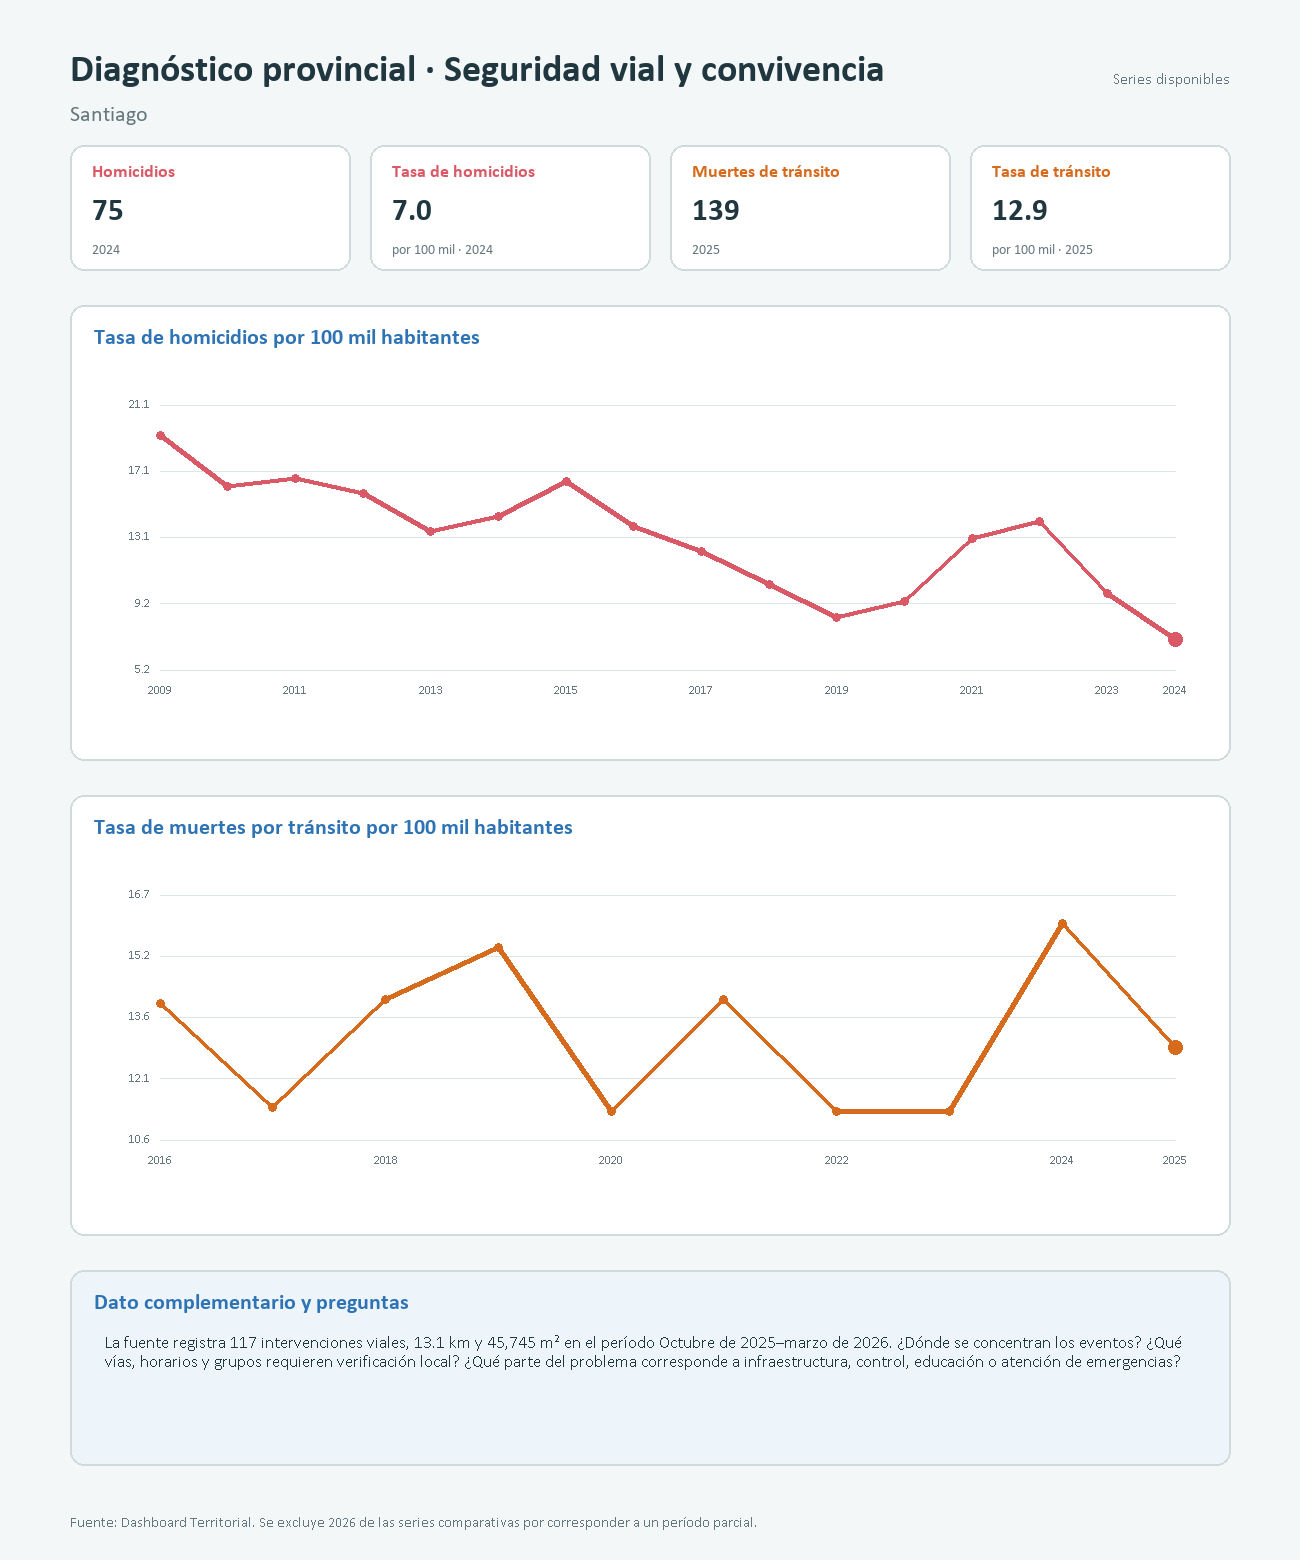 Diagnóstico provincial · Seguridad vial y convivencia
Series disponibles
Santiago
Homicidios
75
2024
Tasa de homicidios
7.0
por 100 mil · 2024
Muertes de tránsito
139
2025
Tasa de tránsito
12.9
por 100 mil · 2025
Tasa de homicidios por 100 mil habitantes
21.1
17.1
13.1
9.2
5.2
2009 2011 2013 2015 2017 2019 2021 2023 2024
Tasa de muertes por tránsito por 100 mil habitantes
16.7
15.2
13.6
12.1
10.6
2016 2018 2020 2022 2024 2025
Dato complementario y preguntas
La fuente registra 117 intervenciones viales, 13.1 km y 45,745 m² en el período Octubre de 2025–marzo de 2026. ¿Dónde se concentran los eventos? ¿Qué
vías, horarios y grupos requieren verificación local? ¿Qué parte del problema corresponde a infraestructura, control, educación o atención de emergencias?
Fuente: Dashboard Territorial. Se excluye 2026 de las series comparativas por corresponder a un período parcial.